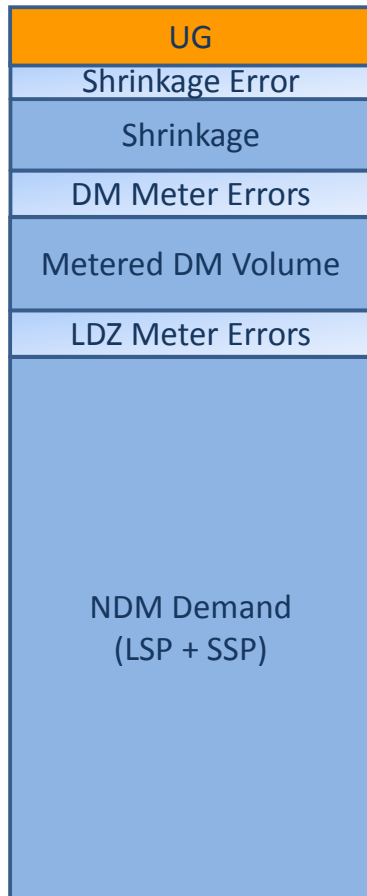 UG
Shrinkage Error
Shrinkage
DM Meter Errors
Metered DM Volume
LDZ Meter Errors
NDM Demand
(LSP + SSP)